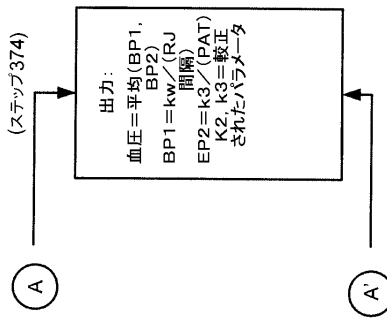 (ステップ374)
出力:
血圧=平均(BP1,
BP2)
BP1=kw/(RJ
間隔)
EP2=k3/(PAT)
K2, k3=較正
されたパラメータ
A
A'